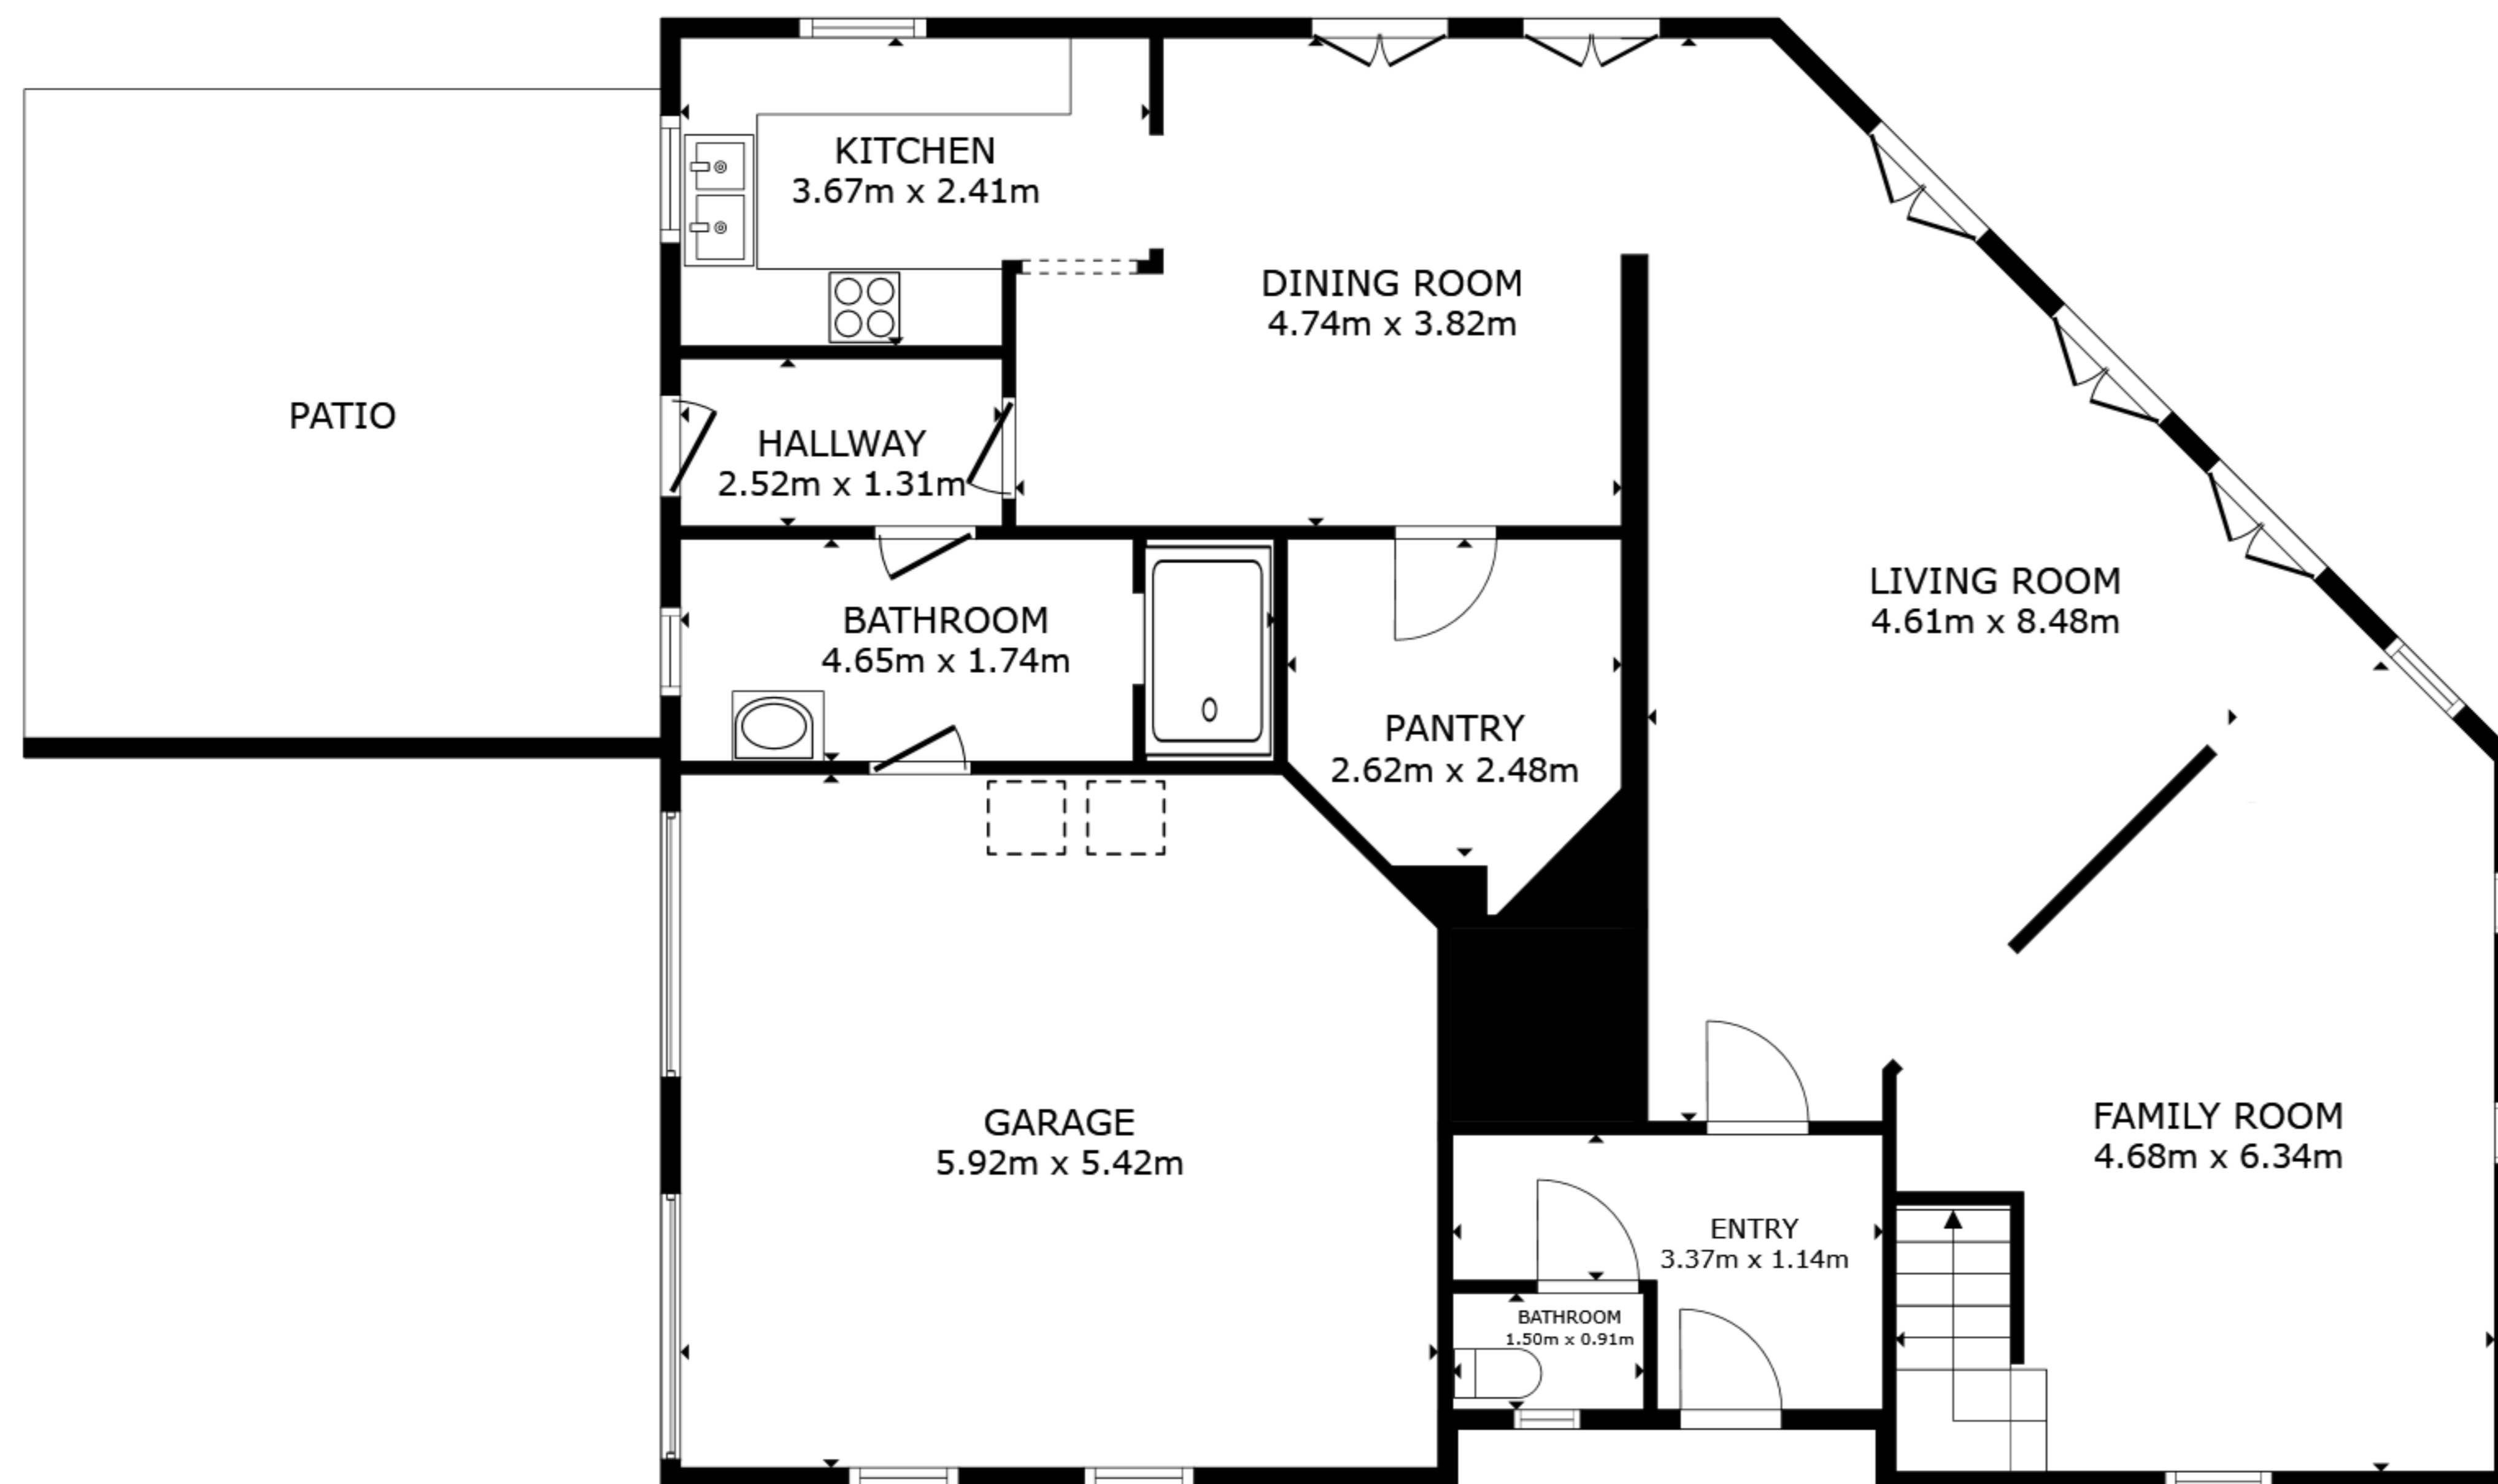 KITCHEN
3.67m x 2.41m
DINING ROOM
4.74m x 3.82m
PATIO
HALLWAY
2.52m x 1.31m
LIVING ROOM
4.61m x 8.48m
BATHROOM
4.65m x 1.74m
PANTRY
2.62m x 2.48m
GARAGE
5.92m x 5.42m
FAMILY ROOM
4.68m x 6.34m
ENTRY
3.37m x 1.14m
BATHROOM
1.50m x 0.91m